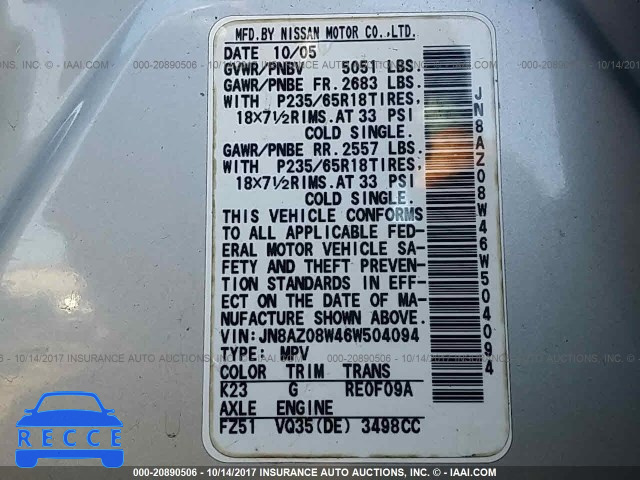 MFD.BY NISSAN MOTOR CO.,LTD.
DATE 10/05
GVWR/PNBV 5051 LBS.
GAWR/PNBE FR. 2683 LBS.
WITH P235/65R18TIRES,
18X7½RIMS.AT 33 PSI
COLD SINGLE.
GAWR/PNBE RR. 2557 LBS.
WITH P235/65R18TIRES,
18X7½RIMS.AT 33 PSI
COLD SINGLE.
THIS VEHICLE CONFORMS
TO ALL APPLICABLE FED-
ERAL MOTOR VEHICLE SA-
FETY AND THEFT PREVEN-
TION STANDARDS IN EFF-
ECT ON THE DATE OF MA-
NUFACTURE SHOWN ABOVE.
VIN:JN8AZ08W46W504094
TYPE: MPV
COLOR TRIM TRANS
K23 G RE0F09A
AXLE ENGINE
FZ51 VQ35(DE) 3498CC
JN8AZ08W46W504094
000-20890506 - 10/14/2017 INSURANCE AUTO AUCTIONS, INC. - © IAAI.COM
RECEC